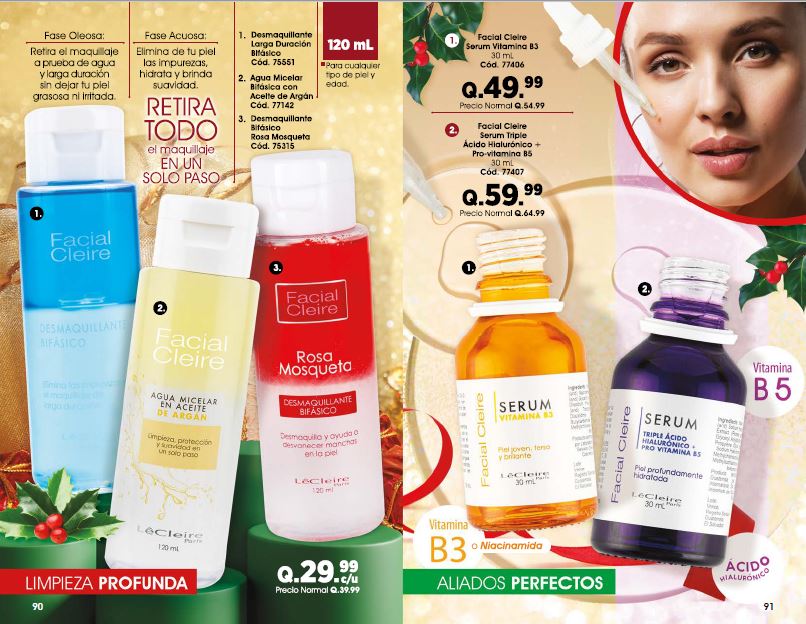 Fase Oleosa:
Retira el maquillaje
a prueba de agua
y larga duración
sin dejar tu piel
grasosa ni irritada.
Fase Acuosa:
Elimina de tu piel
las impurezas,
hidrata y brinda
suavidad.
RETIRA
TODO
el maquillaje
EN UN
SOLO PASO
1. Desmaquillante
Larga Duración
Bifásico
Cód. 75551
2. Agua Micelar
Bifásica con
Aceite de Argán
Cód. 77142
3. Desmaquillante
Bifásico
Rosa Mosqueta
Cód. 75315
120 mL
*Para cualquier
tipo de piel y
edad.
1.
Facial
Cleire
DESMAQUILLANTE
BIFÁSICO
2.
Facial
Cleire
AGUA MICELAR
EN ACEITE
DE ARGÁN
Limpieza, protección
y suavidad en
un solo paso
LêCleire
Paris
120 mL
3.
Facial
Cleire
Rosa
Mosqueta
DESMAQUILLANTE
BIFÁSICO
Desmaquilla y ayuda a
desvanecer manchas
en la piel
LêCleire
Paris
120 mL
Q.29.99
c/u
Precio Normal Q.39.99
LIMPIEZA PROFUNDA
90
1.
Facial Cleire
Serum Vitamina B3
30 mL
Cód. 77406
Q.49.99
Precio Normal Q.54.99
2.
Facial Cleire
Serum Triple
Ácido Hialurónico +
Pro-vitamina B5
30 mL
Cód. 77407
Q.59.99
Precio Normal Q.64.99
1.
Facial Cleire
SERUM
VITAMINA B3
Piel joven, tersa
y brillante
LêCleire
Paris
30 mL
2.
Facial Cleire
SERUM
TRIPLE ÁCIDO
HIALURÓNICO +
PRO VITAMINA B5
Piel profundamente
hidratada
LêCleire
Paris
30 mL
Vitamina
B5
Vitamina
B3 o Niacinamida
ÁCIDO
HIALURÓNICO
ALIADOS PERFECTOS
91